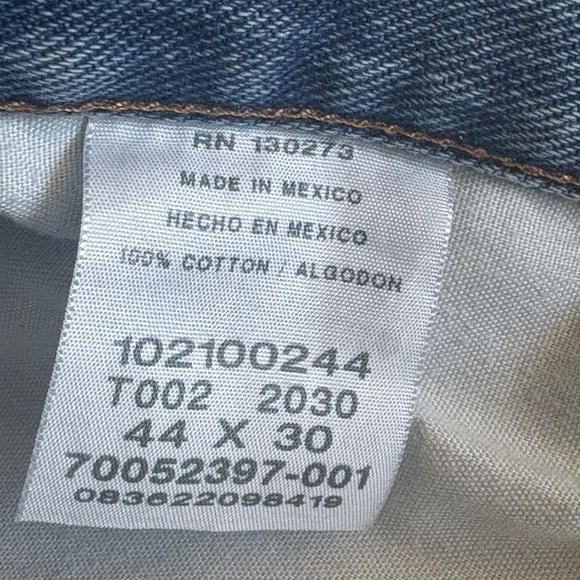 RN 130273
MADE IN MEXICO
HECHO EN MEXICO
100% COTTON / ALGODON
102100244
T002 2030
44 X 30
70052397-001
083622098419